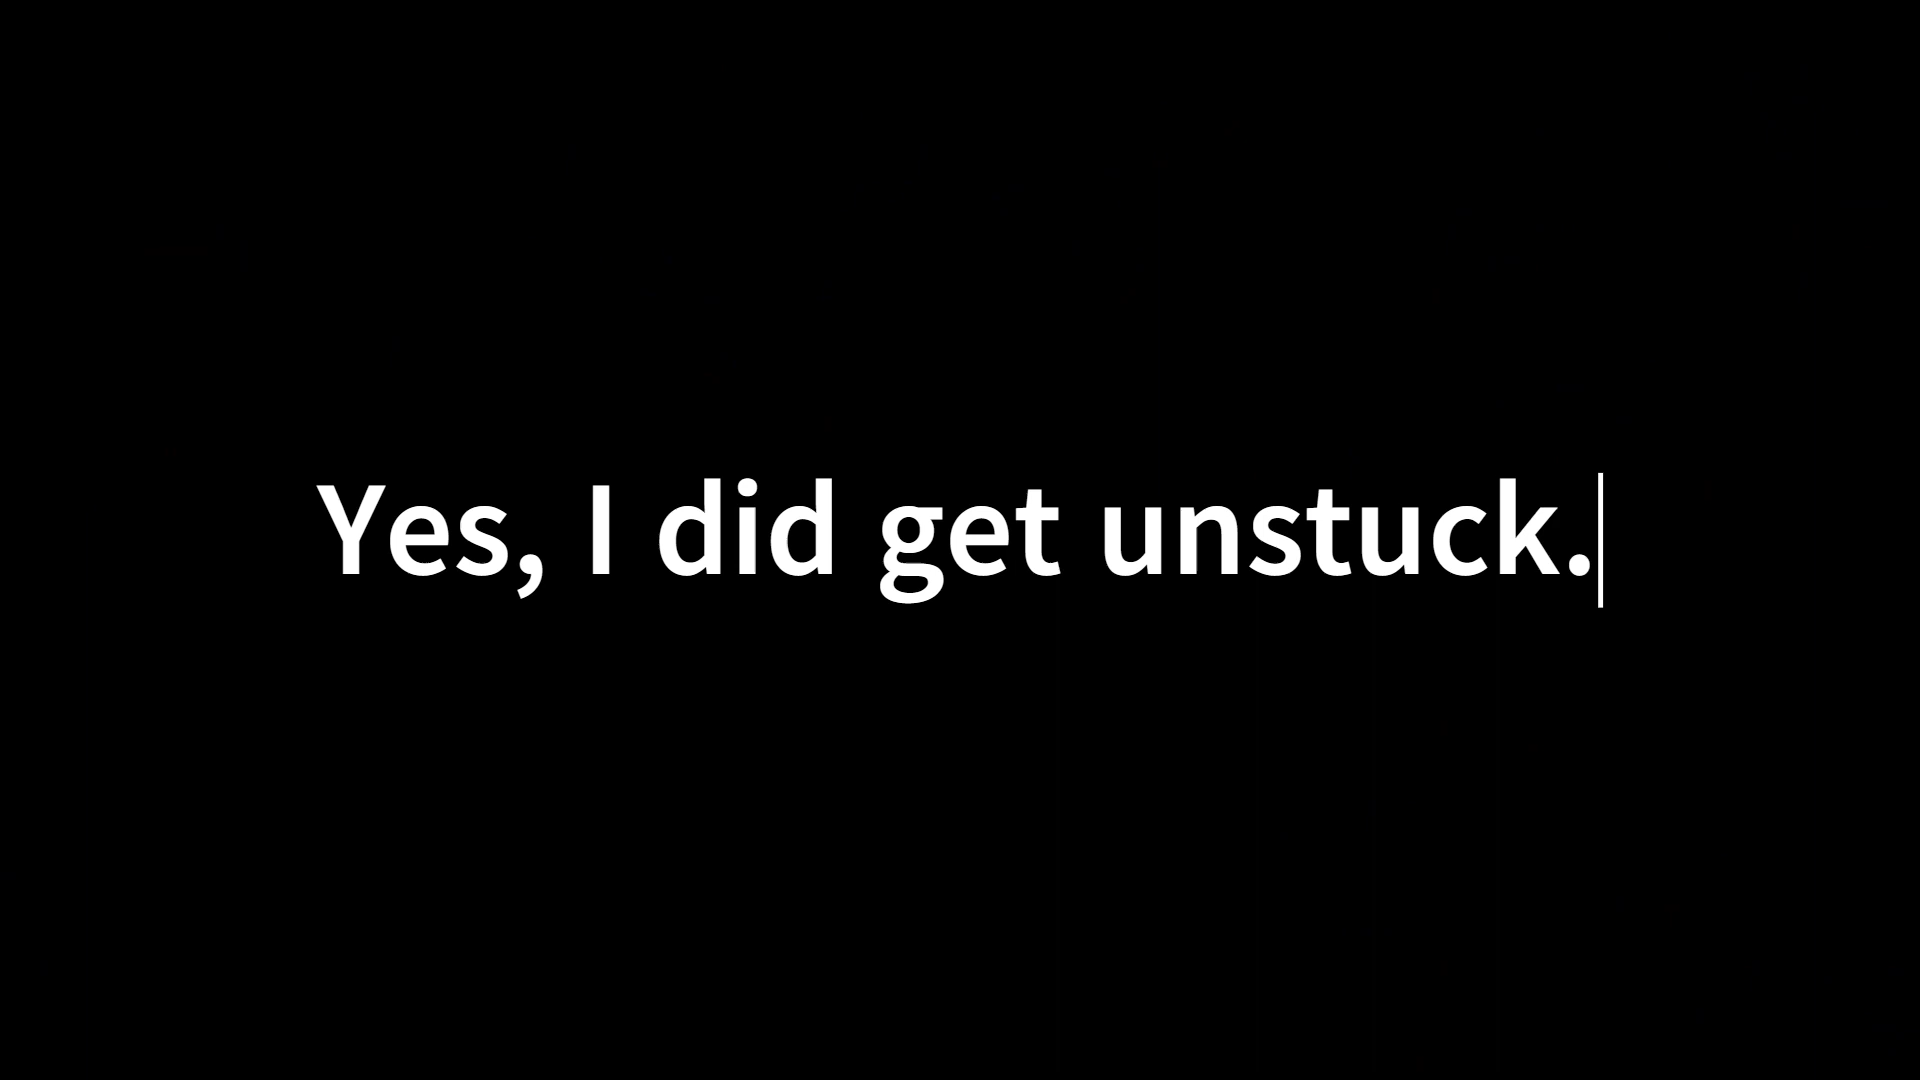 Yes, I did get unstuck.